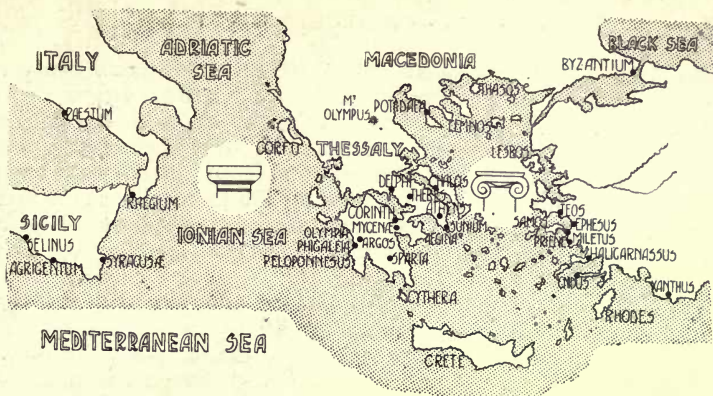 ITALY
ADRIATIC
SEA
MACEDONIA
BLACK SEA
BYZANTIUM
PAESTUM
Mᵗ
OLYMPUS
POTIDAEA
THASOS
LEMNOS
CORFU
THESSALY
LESBOS
DELPHI
CHALCIS
THEBES
ATHENS
RHEGIUM
CORINTH
SICILY
IONIAN SEA
OLYMPIA
MYCENÆ
SUNIUM
SAMOS
TEOS
EPHESUS
SELINUS
PHIGALEIA
ARGOS
AEGINA
PRIENE
MILETUS
AGRIGENTUM
SYRACUSÆ
PELOPONNESUS
SPARTA
HALICARNASSUS
CNIDUS
XANTHUS
CYTHERA
RHODES
MEDITERRANEAN SEA
CRETE